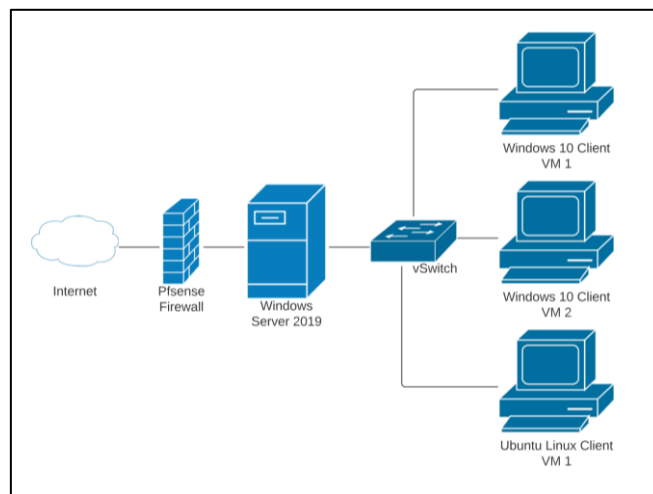 Internet
Pfsense
Firewall
Windows
Server 2019
vSwitch
Windows 10 Client
VM 1
Windows 10 Client
VM 2
Ubuntu Linux Client
VM 1